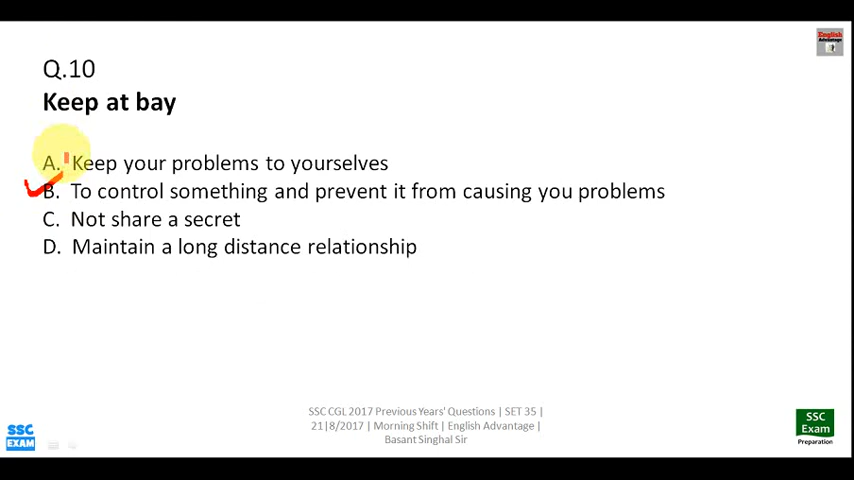 English
Advantage
Q.10
Keep at bay
A. Keep your problems to yourselves
B. To control something and prevent it from causing you problems
C. Not share a secret
D. Maintain a long distance relationship
SSC CGL 2017 Previous Years' Questions | SET 35 |
21|8/2017 | Morning Shift | English Advantage |
Basant Singhal Sir
SSC
EXAM
SSC
Exam
Preparation